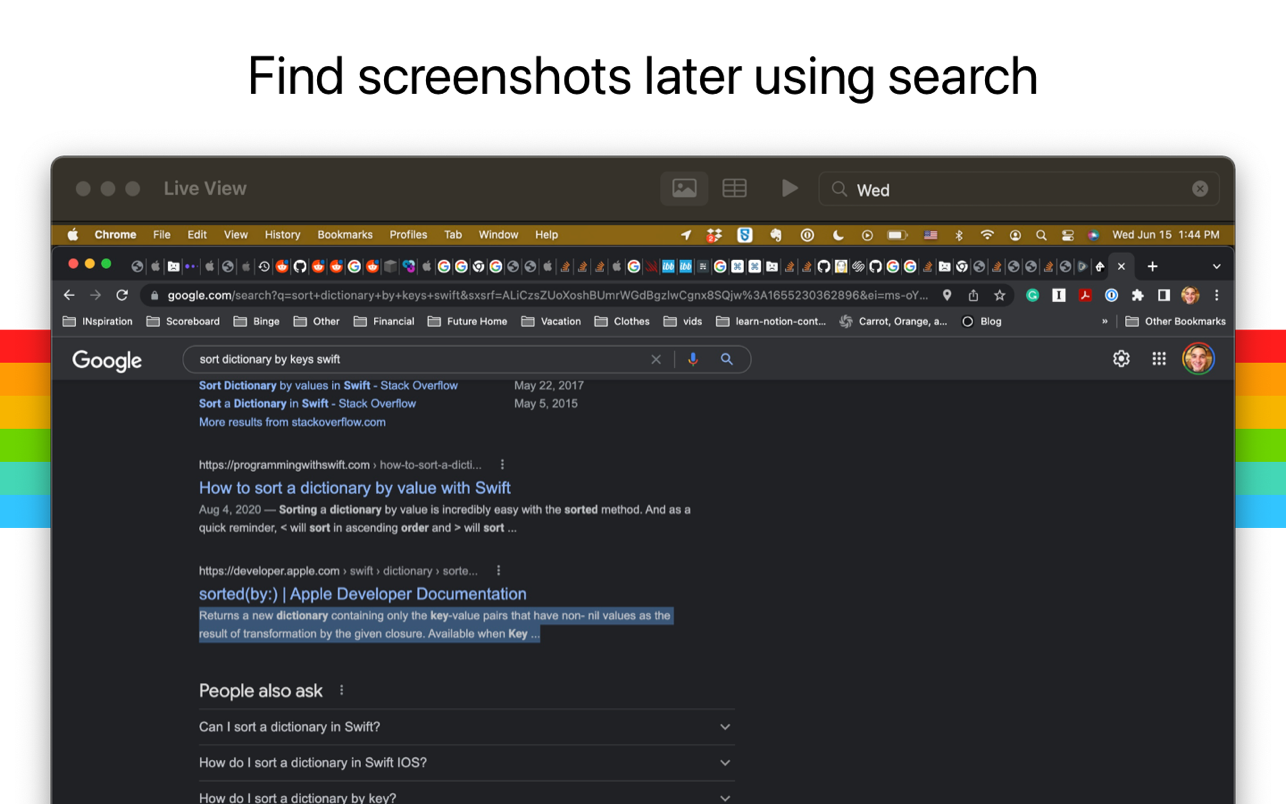 Find screenshots later using search
Live View
Wed
Chrome File Edit View History Bookmarks Profiles Tab Window Help Wed Jun 15 1:44 PM
google.com/search?q=sort+dictionary+by+keys+swift&sxsrf=ALiCzsZUoXoshBUmrWGdBgzIwCgnx8SQjw%3A1655230362896&ei=ms-oY...
INspiration Scoreboard Binge Other Financial Future Home Vacation Clothes vids learn-notion-cont... Carrot, Orange, a... Blog » Other Bookmarks
Google sort dictionary by keys swift
Sort Dictionary by values in Swift - Stack Overflow May 22, 2017
Sort a Dictionary in Swift - Stack Overflow May 5, 2015
More results from stackoverflow.com
https://programmingwithswift.com › how-to-sort-a-dicti...
How to sort a dictionary by value with Swift
Aug 4, 2020 — Sorting a dictionary by value is incredibly easy with the sorted method. And as a
quick reminder, < will sort in ascending order and > will sort ...
https://developer.apple.com › swift › dictionary › sorte...
sorted(by:) | Apple Developer Documentation
Returns a new dictionary containing only the key-value pairs that have non- nil values as the
result of transformation by the given closure. Available when Key ...
People also ask
Can I sort a dictionary in Swift?
How do I sort a dictionary in Swift IOS?
How do I sort a dictionary by key?